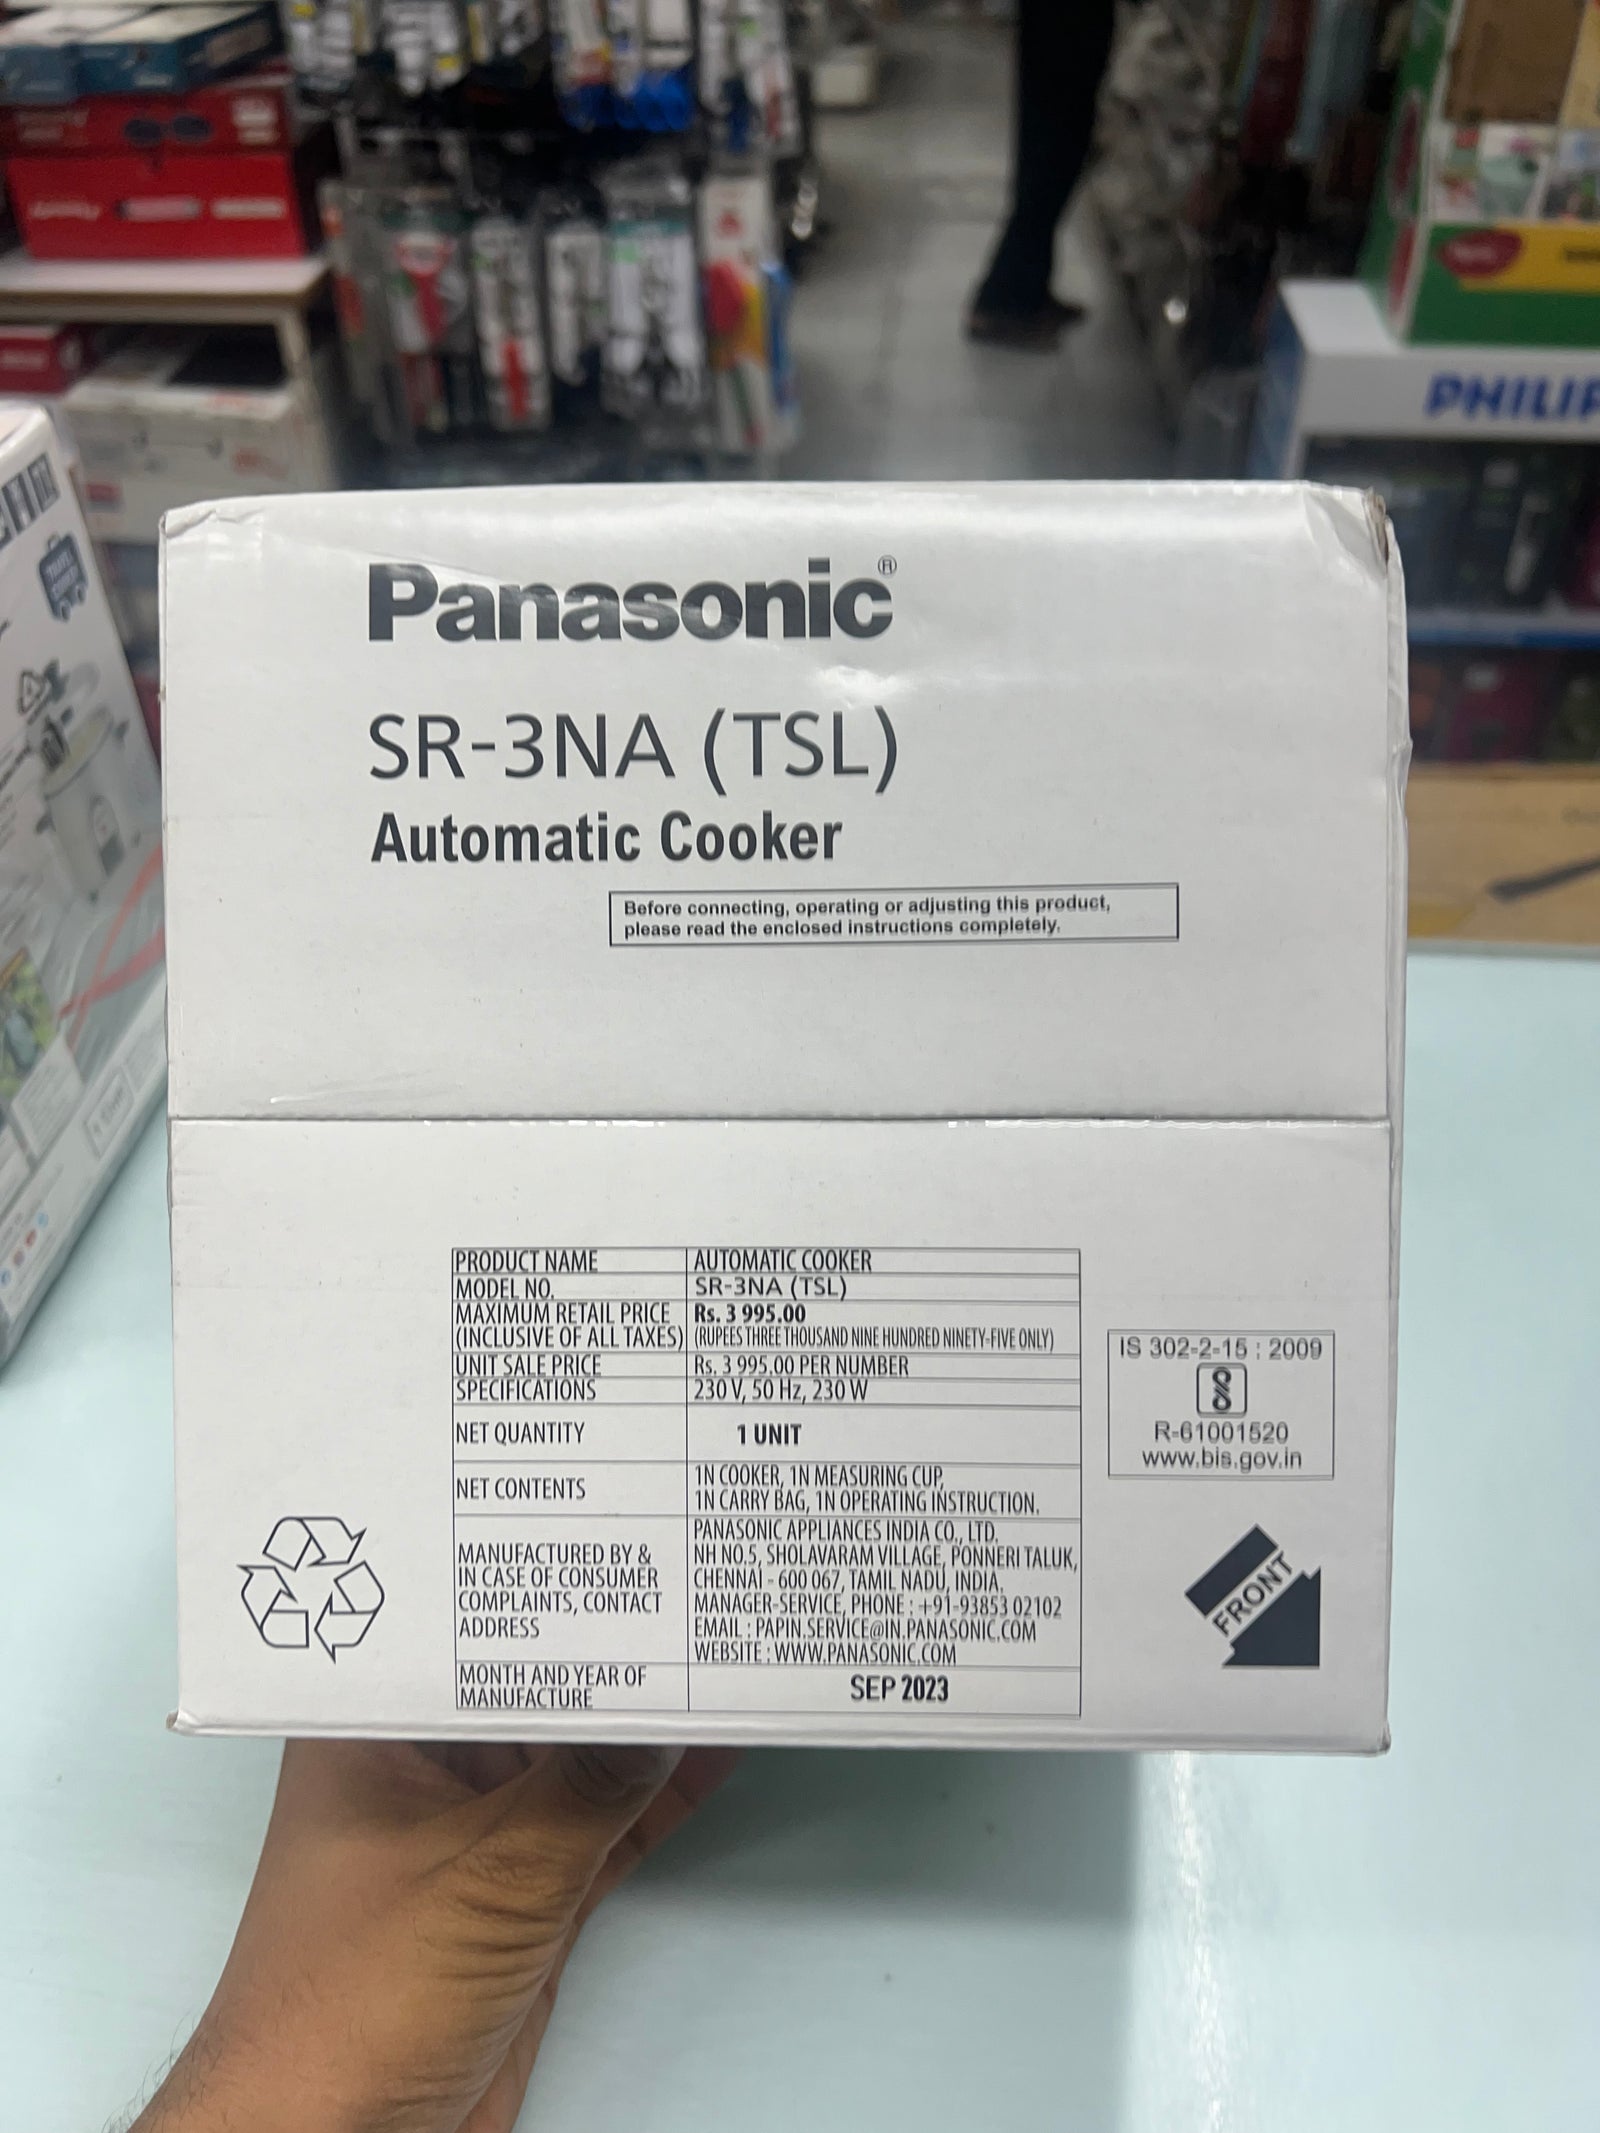 PHILIP
Panasonic®
SR-3NA (TSL)
Automatic Cooker
Before connecting, operating or adjusting this product,
please read the enclosed instructions completely.
PRODUCT NAME AUTOMATIC COOKER
MODEL NO. SR-3NA (TSL)
MAXIMUM RETAIL PRICE Rs. 3 995.00
(INCLUSIVE OF ALL TAXES) (RUPEES THREE THOUSAND NINE HUNDRED NINETY-FIVE ONLY)
UNIT SALE PRICE Rs. 3 995.00 PER NUMBER
SPECIFICATIONS 230 V, 50 Hz, 230 W
NET QUANTITY 1 UNIT
NET CONTENTS 1N COOKER, 1N MEASURING CUP,
1N CARRY BAG, 1N OPERATING INSTRUCTION.
MANUFACTURED BY &
IN CASE OF CONSUMER
COMPLAINTS, CONTACT
ADDRESS
PANASONIC APPLIANCES INDIA CO., LTD.
NH NO.5, SHOLAVARAM VILLAGE, PONNERI TALUK,
CHENNAI - 600 067, TAMIL NADU, INDIA.
MANAGER-SERVICE, PHONE : +91-93853 02102
EMAIL : PAPIN.SERVICE@IN.PANASONIC.COM
WEBSITE : WWW.PANASONIC.COM
MONTH AND YEAR OF
MANUFACTURE
SEP 2023
IS 302-2-15 : 2009
R-61001520
www.bis.gov.in
FRONT